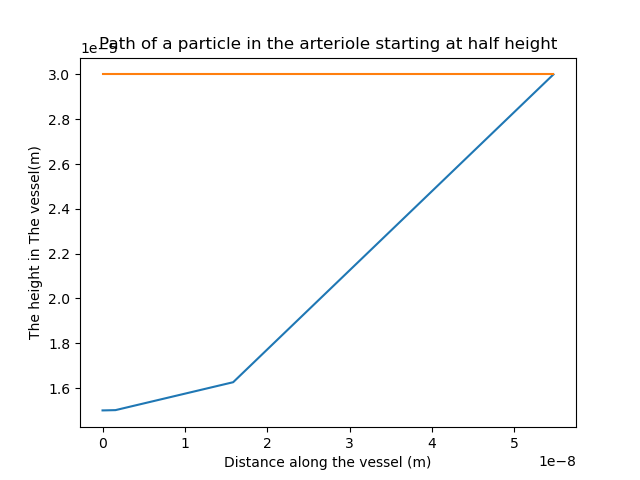 Path of a particle in the arteriole starting at half height
3.0
2.8
2.6
2.4
2.2
2.0
1.8
1.6
The height in The vessel(m)
0 1 2 3 4 5
1e−8
Distance along the vessel (m)